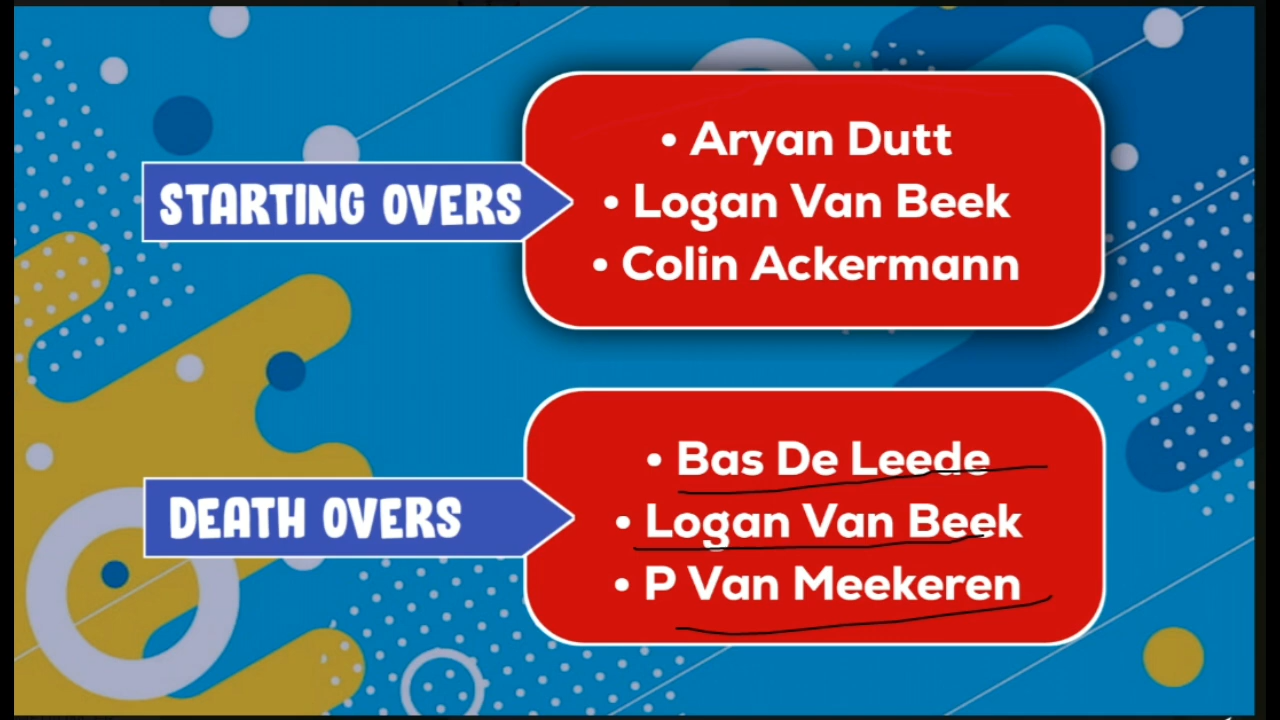 STARTING OVERS
• Aryan Dutt
• Logan Van Beek
• Colin Ackermann
DEATH OVERS
• Bas De Leede
• Logan Van Beek
• P Van Meekeren